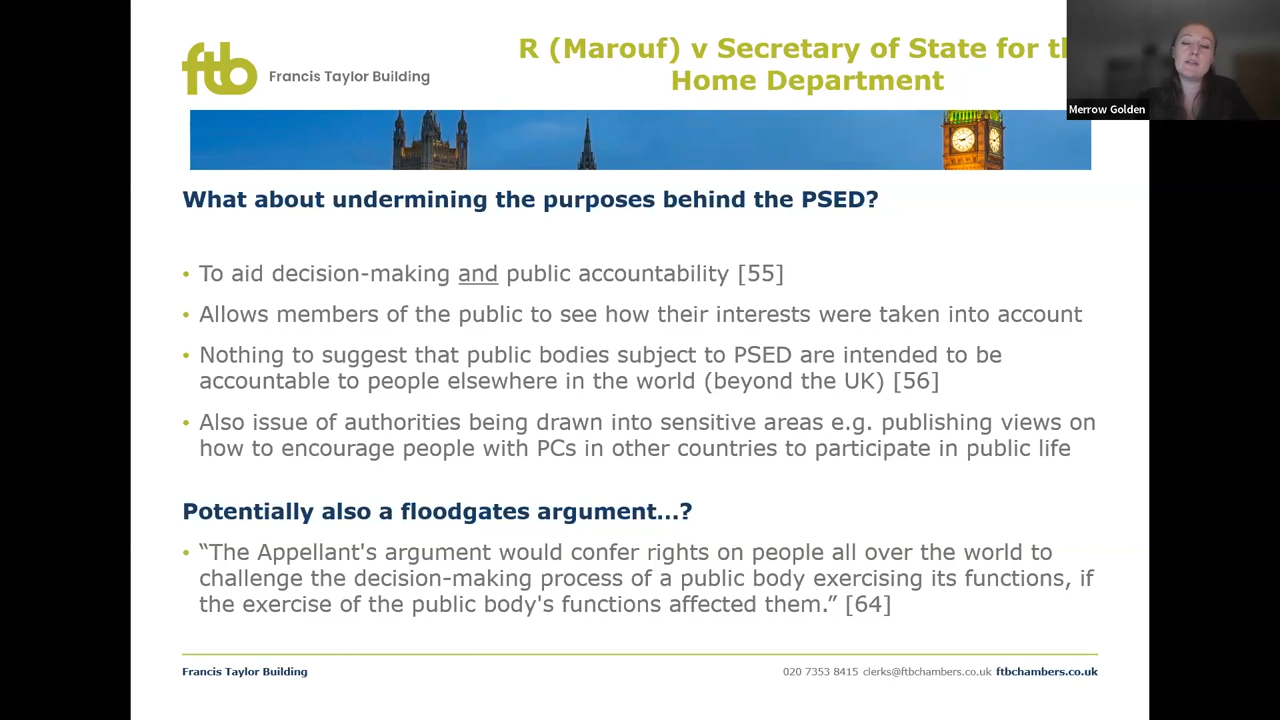 ftb Francis Taylor Building
R (Marouf) v Secretary of State for t
Home Department
Merrow Golden
What about undermining the purposes behind the PSED?
• To aid decision-making and public accountability [55]
• Allows members of the public to see how their interests were taken into account
• Nothing to suggest that public bodies subject to PSED are intended to be
accountable to people elsewhere in the world (beyond the UK) [56]
• Also issue of authorities being drawn into sensitive areas e.g. publishing views on
how to encourage people with PCs in other countries to participate in public life
Potentially also a floodgates argument...?
• “The Appellant's argument would confer rights on people all over the world to
challenge the decision-making process of a public body exercising its functions, if
the exercise of the public body's functions affected them.” [64]
Francis Taylor Building 020 7353 8415 clerks@ftbchambers.co.uk ftbchambers.co.uk